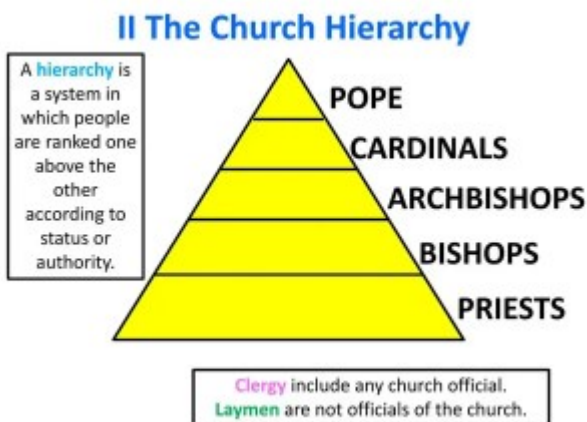 II The Church Hierarchy
A hierarchy is
a system in
which people
are ranked one
above the
other
according to
status or
authority.
POPE
CARDINALS
ARCHBISHOPS
BISHOPS
PRIESTS
Clergy include any church official.
Laymen are not officials of the church.